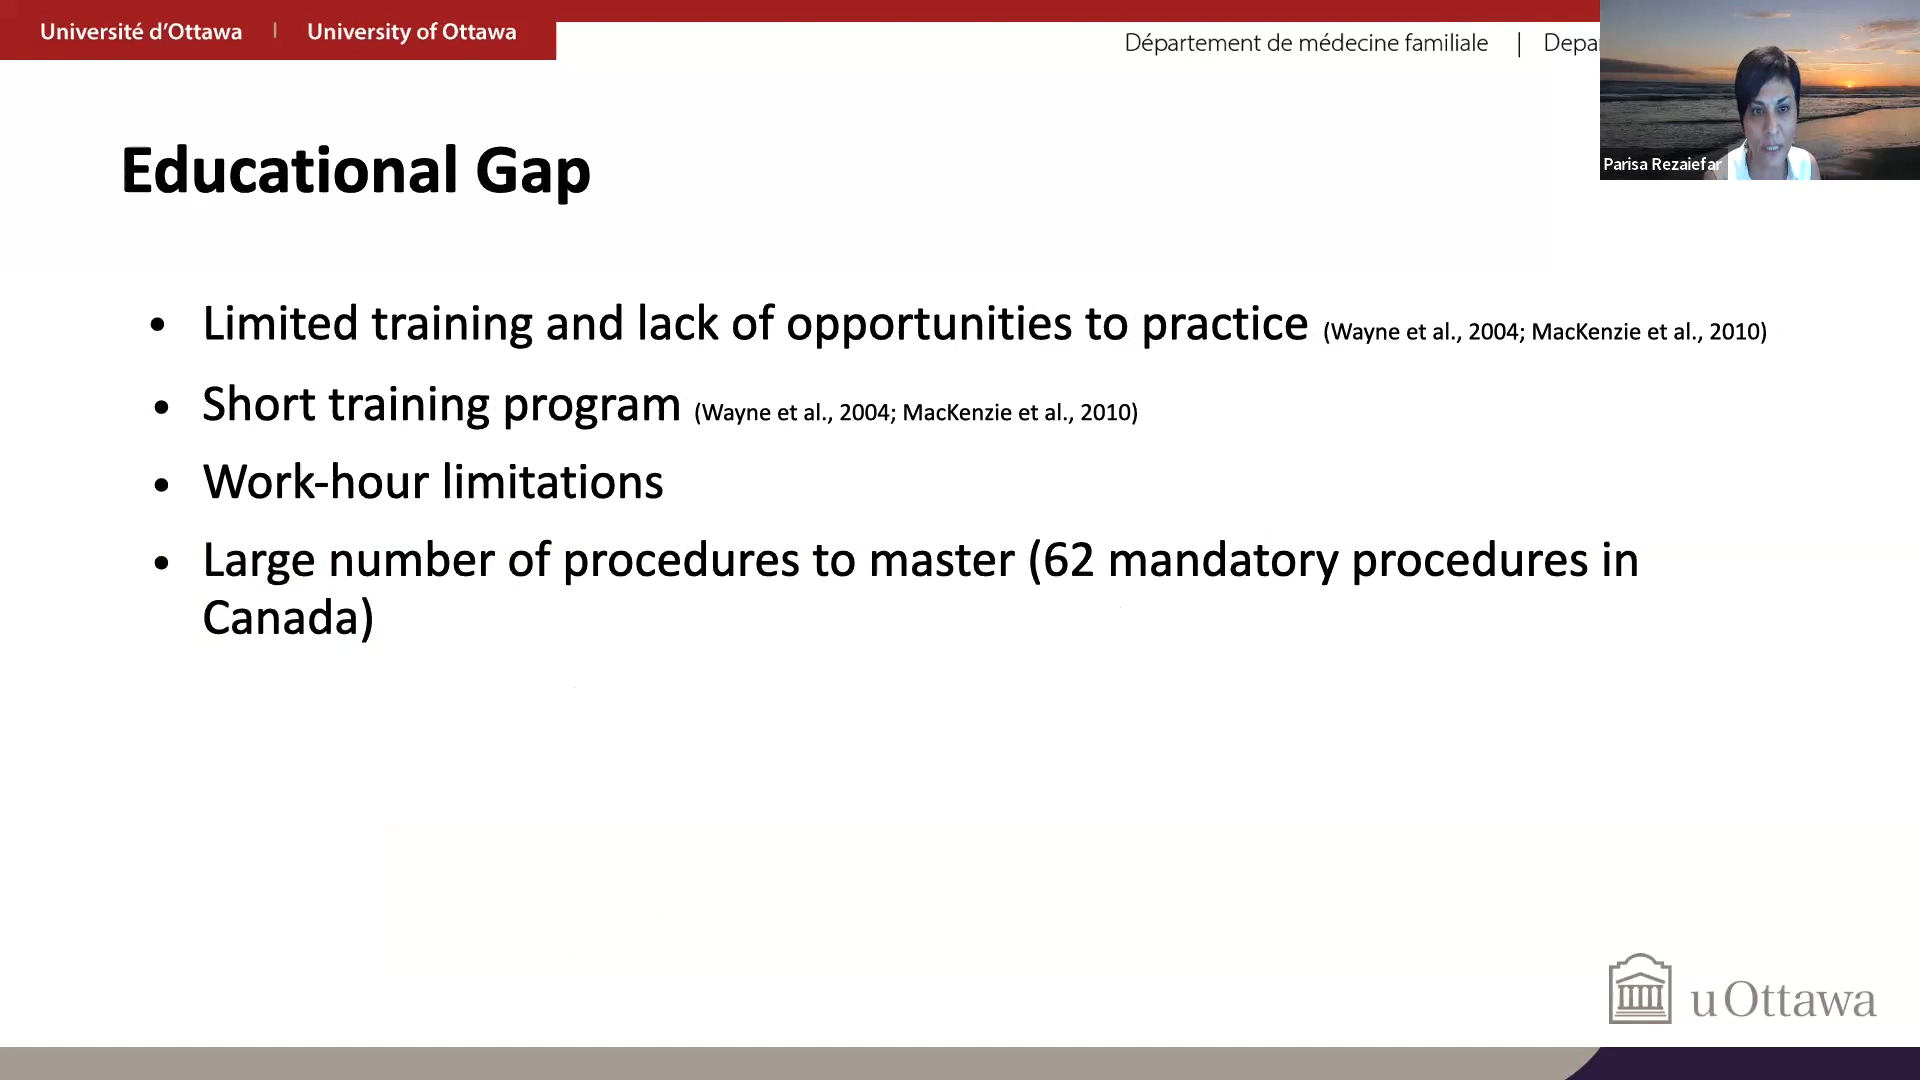 Université d’Ottawa | University of Ottawa
Département de médecine familiale |
Parisa Rezaiefar
Educational Gap
• Limited training and lack of opportunities to practice (Wayne et al., 2004; MacKenzie et al., 2010)
• Short training program (Wayne et al., 2004; MacKenzie et al., 2010)
• Work-hour limitations
• Large number of procedures to master (62 mandatory procedures in
Canada)
uOttawa